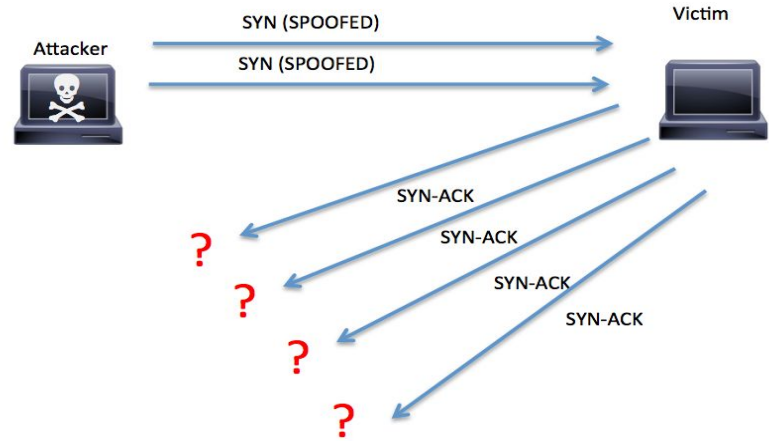 SYN (SPOOFED)
Victim
Attacker
SYN (SPOOFED)
SYN-ACK
?
SYN-ACK
?
SYN-ACK
SYN-ACK
?
?